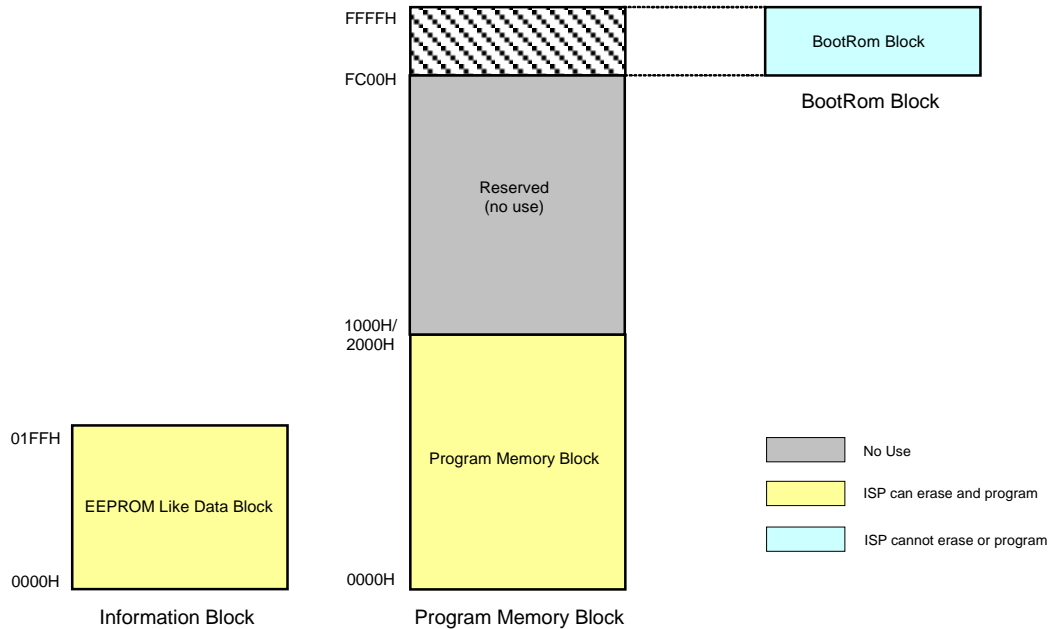 FFFFH
BootRom Block
FC00H
BootRom Block
Reserved
(no use)
1000H/
2000H
01FFH
Program Memory Block
No Use
EEPROM Like Data Block
ISP can erase and program
ISP cannot erase or program
0000H
0000H
Information Block
Program Memory Block